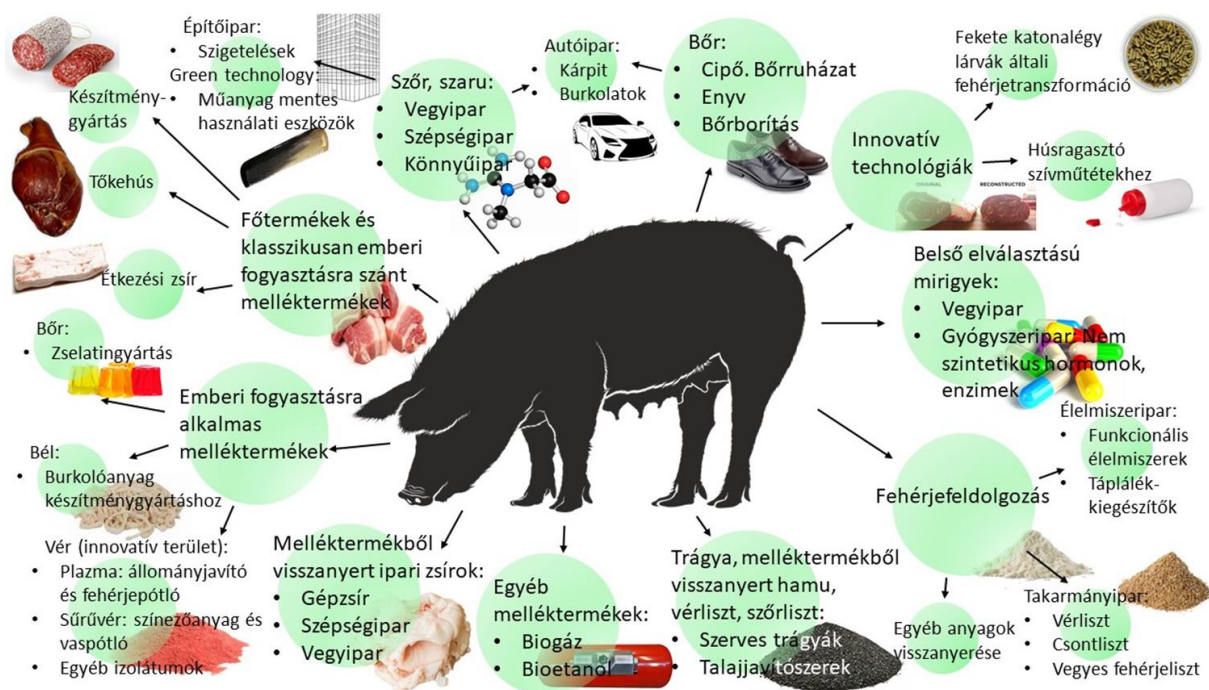 Építőipar:
• Szigetelések
Green technology:
• Műanyag mentes
használati eszközök
Készítmény-
gyártás
Tőkehús
Étkezési zsír
Főtermékek és
klasszikusan emberi
fogyasztásra szánt
melléktermékek
Szőr, szaru:
• Vegyipar
• Szépségipar
• Könnyűipar
Autóipar:
• Kárpit
• Burkolatok
Bőr:
• Cipő. Bőrruházat
• Enyv
• Bőrborítás
Innovatív
technológiák
Fekete katonalégy
lárvák általi
fehérjetranszformáció
Húsragasztó
szívműtétekhez
ORIGINAL
RECONSTRUCTED
Belső elválasztású
mirigyek:
• Vegyipar
• Gyógyszeripar: Nem
szintetikus hormonok,
enzimek
Bőr:
• Zselatingyártás
Emberi fogyasztásra
alkalmas
melléktermékek
Bél:
• Burkolóanyag
készítménygyártáshoz
Vér (innovatív terület):
• Plazma: állományjavító
és fehérjepótló
• Sűrűvér: színezőanyag és
vaspótló
• Egyéb izolátumok
Melléktermékből
visszanyert ipari zsírok:
• Gépzsír
• Szépségipar
• Vegyipar
Egyéb
melléktermékek:
• Biogáz
• Bioetanol
Trágya, melléktermékből
visszanyert hamu,
vérliszt, szőrliszt:
• Szerves trágyák
• Talajjavítószerek
Fehérjefeldolgozás
Élelmiszeripar:
• Funkcionális
élelmiszerek
• Táplálék-
kiegészítők
Egyéb anyagok
visszanyerése
Takarmányipar:
• Vérliszt
• Csontliszt
• Vegyes fehérjeliszt